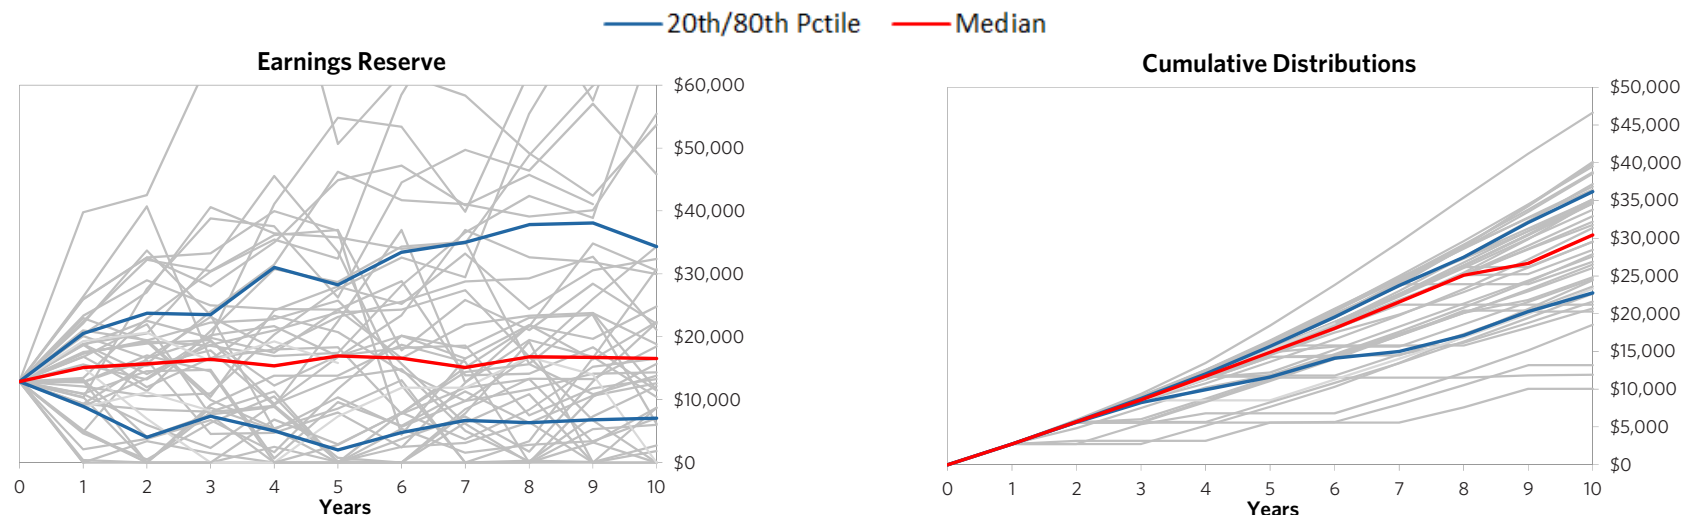 20th/80th Pctile Median
Earnings Reserve
$60,000
$50,000
$40,000
$30,000
$20,000
$10,000
$0
0 1 2 3 4 5 6 7 8 9 10
Years
Cumulative Distributions
$50,000
$45,000
$40,000
$35,000
$30,000
$25,000
$20,000
$15,000
$10,000
$5,000
$0
0 1 2 3 4 5 6 7 8 9 10
Years